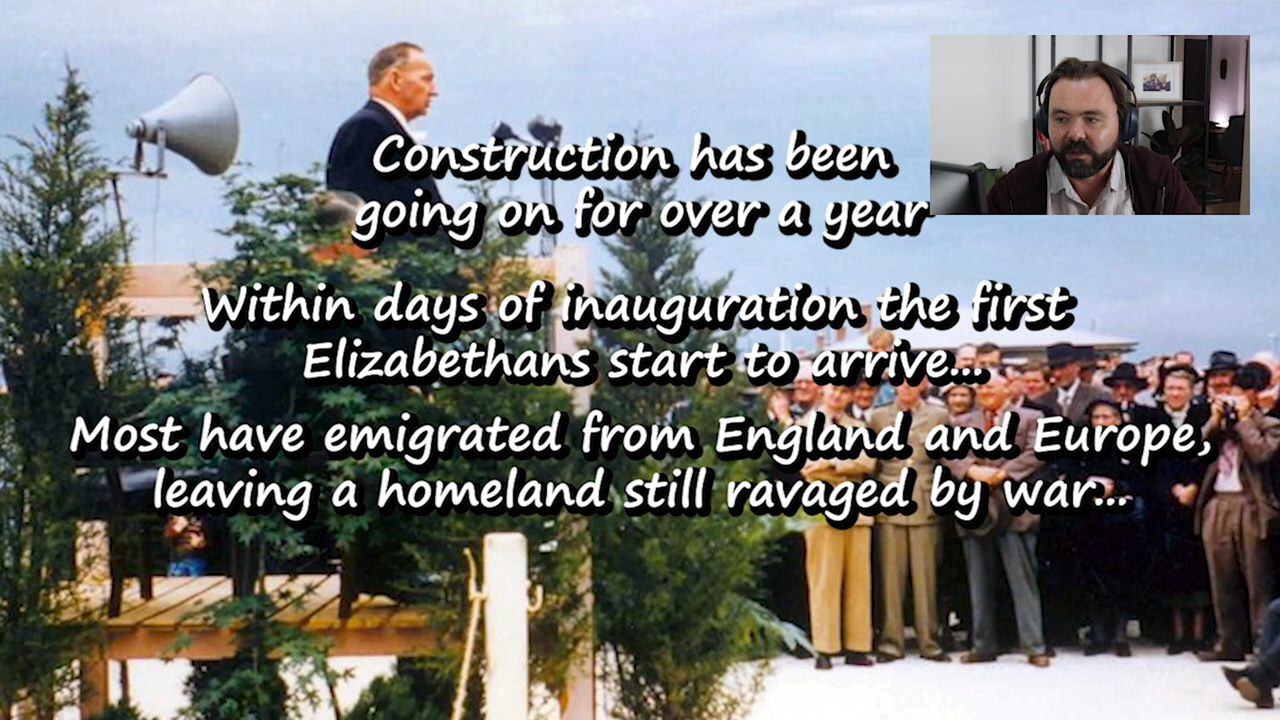 Construction has been
going on for over a year
Within days of inauguration the first
Elizabethans start to arrive...
Most have emigrated from England and Europe,
leaving a homeland still ravaged by war...